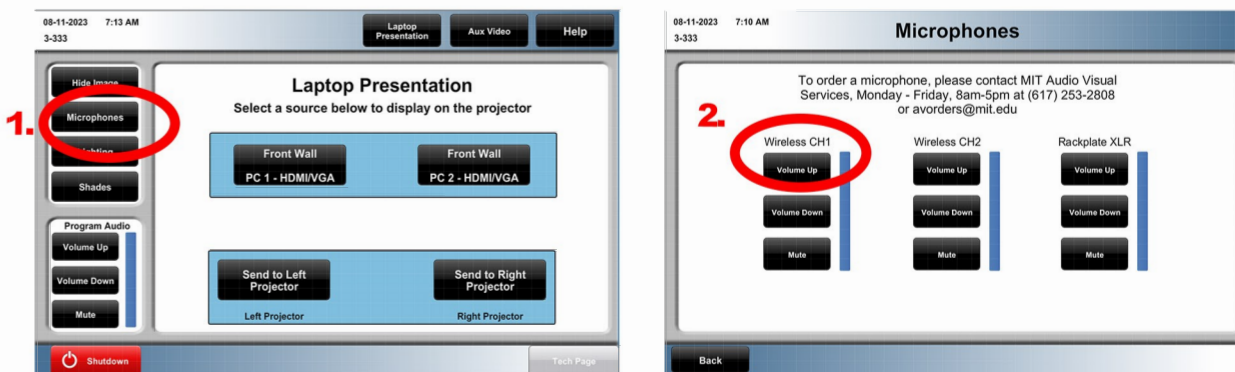 08-11-2023 7:13 AM
3-333
Laptop
Presentation
Aux Video
Help
1.
Hide Image
Microphones
Lighting
Shades
Program Audio
Volume Up
Volume Down
Mute
Laptop Presentation
Select a source below to display on the projector
Front Wall
PC 1 - HDMI/VGA
Front Wall
PC 2 - HDMI/VGA
Send to Left
Projector
Left Projector
Send to Right
Projector
Right Projector
Shutdown
Tech Page
08-11-2023 7:10 AM
3-333
Microphones
To order a microphone, please contact MIT Audio Visual
Services, Monday - Friday, 8am-5pm at (617) 253-2808
or avorders@mit.edu
2.
Wireless CH1
Volume Up
Volume Down
Mute
Wireless CH2
Volume Up
Volume Down
Mute
Rackplate XLR
Volume Up
Volume Down
Mute
Back